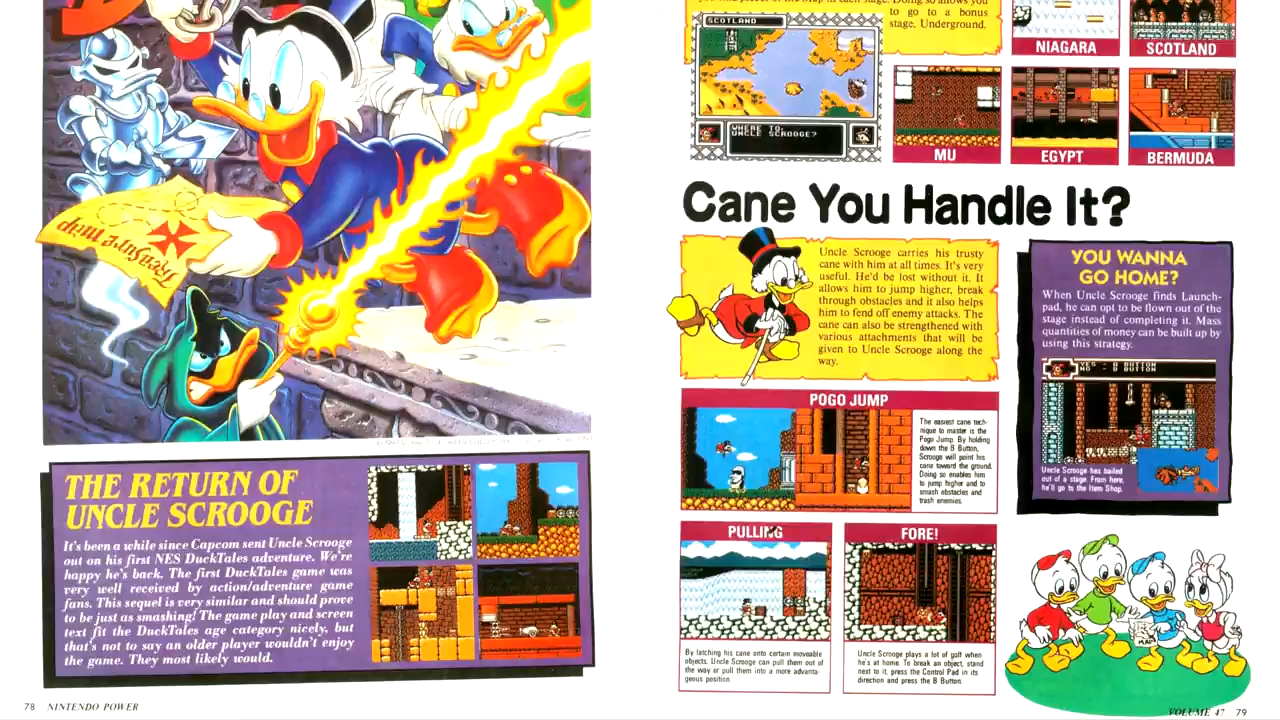 Treasure Map
THE RETURN OF
UNCLE SCROOGE
It's been a while since Capcom sent Uncle Scrooge
out on his first NES DuckTales adventure. We're
happy he's back. The first DuckTales game was
very well received by action/adventure game
fans. This sequel is very similar and should prove
to be just as smashing! The game play and screen
text fit the DuckTales age category nicely, but
that's not to say an older player wouldn't enjoy
the game. They most likely would.
78 NINTENDO POWER
to go to a bonus
stage, Underground.
SCOTLAND
WHERE TO,
UNCLE SCROOGE?
NIAGARA
SCOTLAND
MU
EGYPT
BERMUDA
Cane You Handle It?
Uncle Scrooge carries his trusty
cane with him at all times. It's very
useful. He'd be lost without it. It
allows him to jump higher, break
through obstacles and it also helps
him to fend off enemy attacks. The
cane can also be strengthened with
various attachments that will be
given to Uncle Scrooge along the
way.
POGO JUMP
The easiest cane tech-
nique to master is the
Pogo Jump. By holding
down the B Button,
Scrooge will point his
cane toward the ground.
Doing so enables him
to jump higher and to
smash obstacles and
trash enemies.
PULLING
By latching his cane onto certain moveable
objects, Uncle Scrooge can pull them out of
the way or pull them into a more advanta-
geous position.
FORE!
Uncle Scrooge plays a lot of golf when
he's at home. To break an object, stand
next to it, press the Control Pad in its
direction and press the B Button.
YOU WANNA
GO HOME?
When Uncle Scrooge finds Launch-
pad, he can opt to be flown out of the
stage instead of completing it. Mass
quantities of money can be built up by
using this strategy.
YES - A BUTTON
NO - B BUTTON
Uncle Scrooge has bailed
out of a stage. From here,
he'll go to the Item Shop.
VOLUME 47 79